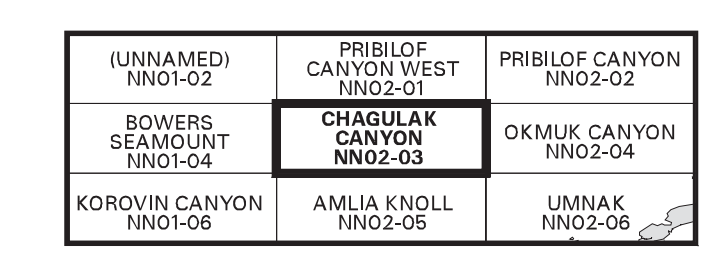 (UNNAMED)
NN01-02
PRIBILOF
CANYON WEST
NN02-01
PRIBILOF CANYON
NN02-02
BOWERS
SEAMOUNT
NN01-04
CHAGULAK
CANYON
NN02-03
OKMUK CANYON
NN02-04
KOROVIN CANYON
NN01-06
AMLIA KNOLL
NN02-05
UMNAK
NN02-06